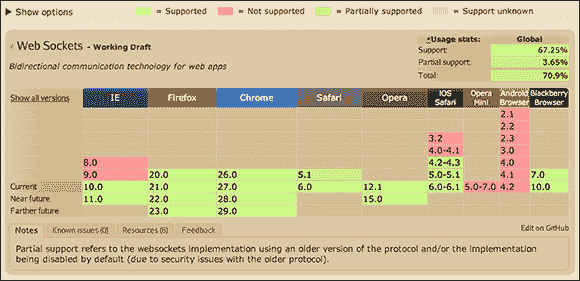 Show options = Supported = Not supported = Partially supported = Support unknown
Web Sockets - Working Draft
Bidirectional communication technology for web apps
*Usage stats: Global
Support: 67.25%
Partial support: 3.65%
Total: 70.9%
Show all versions IE Firefox Chrome Safari Opera iOS Safari Opera Mini Android Browser Blackberry Browser
2.1
2.2
3.2 2.3
4.0-4.1 3.0
8.0 4.2-4.3 4.0
9.0 20.0 26.0 5.1 5.0-5.1 4.1 7.0
Current 10.0 21.0 27.0 6.0 12.1 6.0-6.1 5.0-7.0 4.2 10.0
Near future 11.0 22.0 28.0 15.0
Farther future 23.0 29.0
Notes Known issues (0) Resources (6) Feedback Edit on GitHub
Partial support refers to the websockets implementation using an older version of the protocol and/or the implementation
being disabled by default (due to security issues with the older protocol).